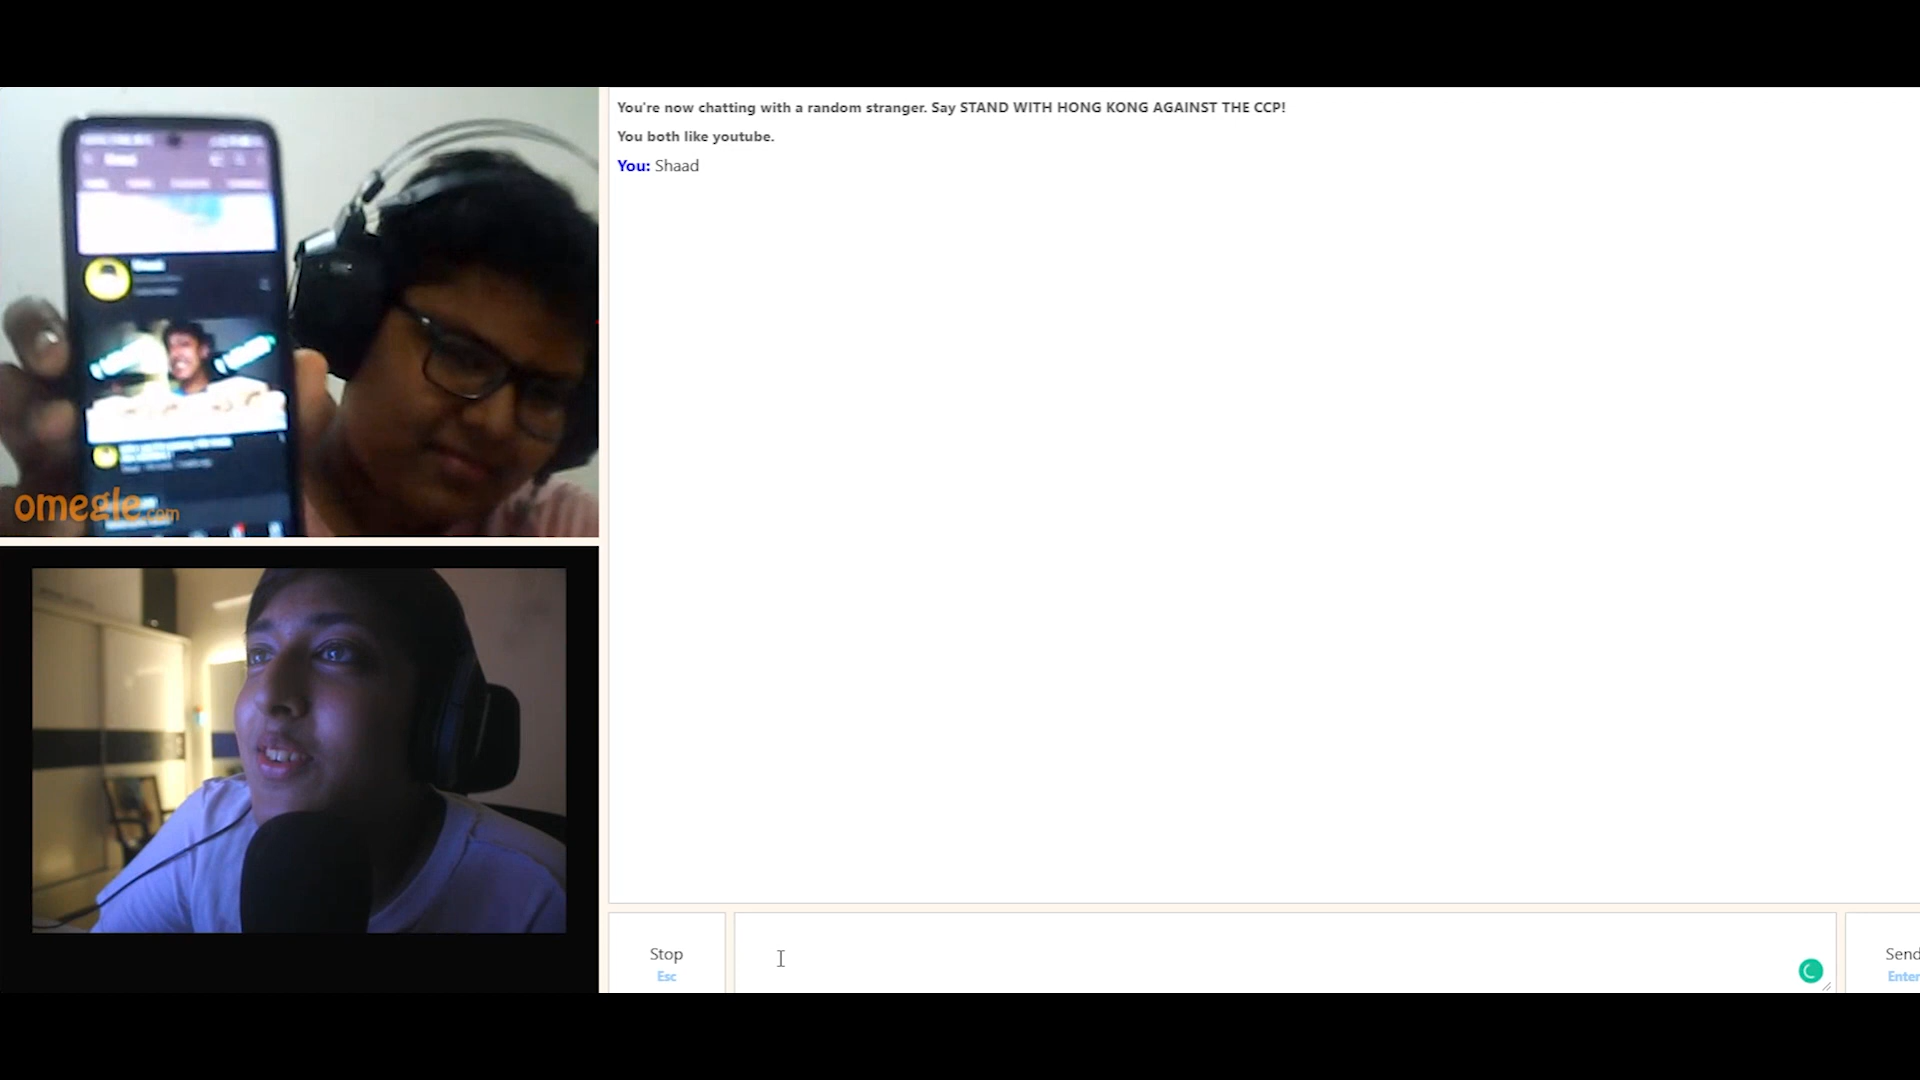 You're now chatting with a random stranger. Say STAND WITH HONG KONG AGAINST THE CCP!
You both like youtube.
You: Shaad
omegle.com
Stop
Esc
Send
Enter